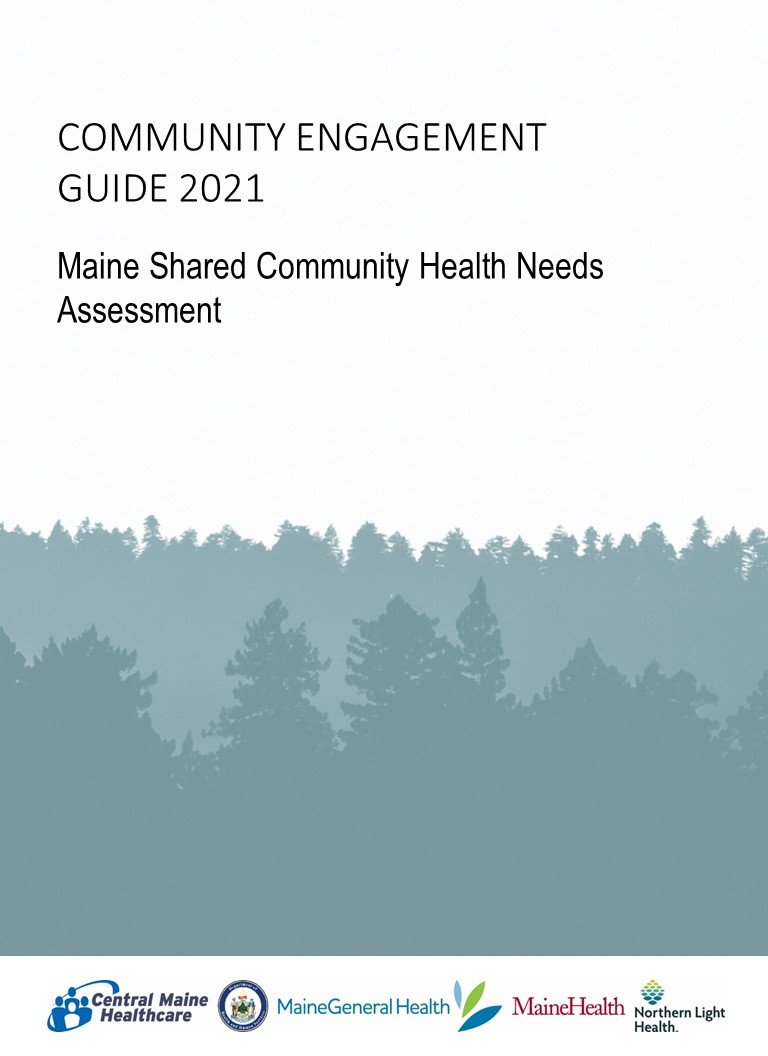 COMMUNITY ENGAGEMENT
GUIDE 2021
Maine Shared Community Health Needs
Assessment
Central Maine
Healthcare
MaineGeneral Health
MaineHealth
Northern Light
Health.